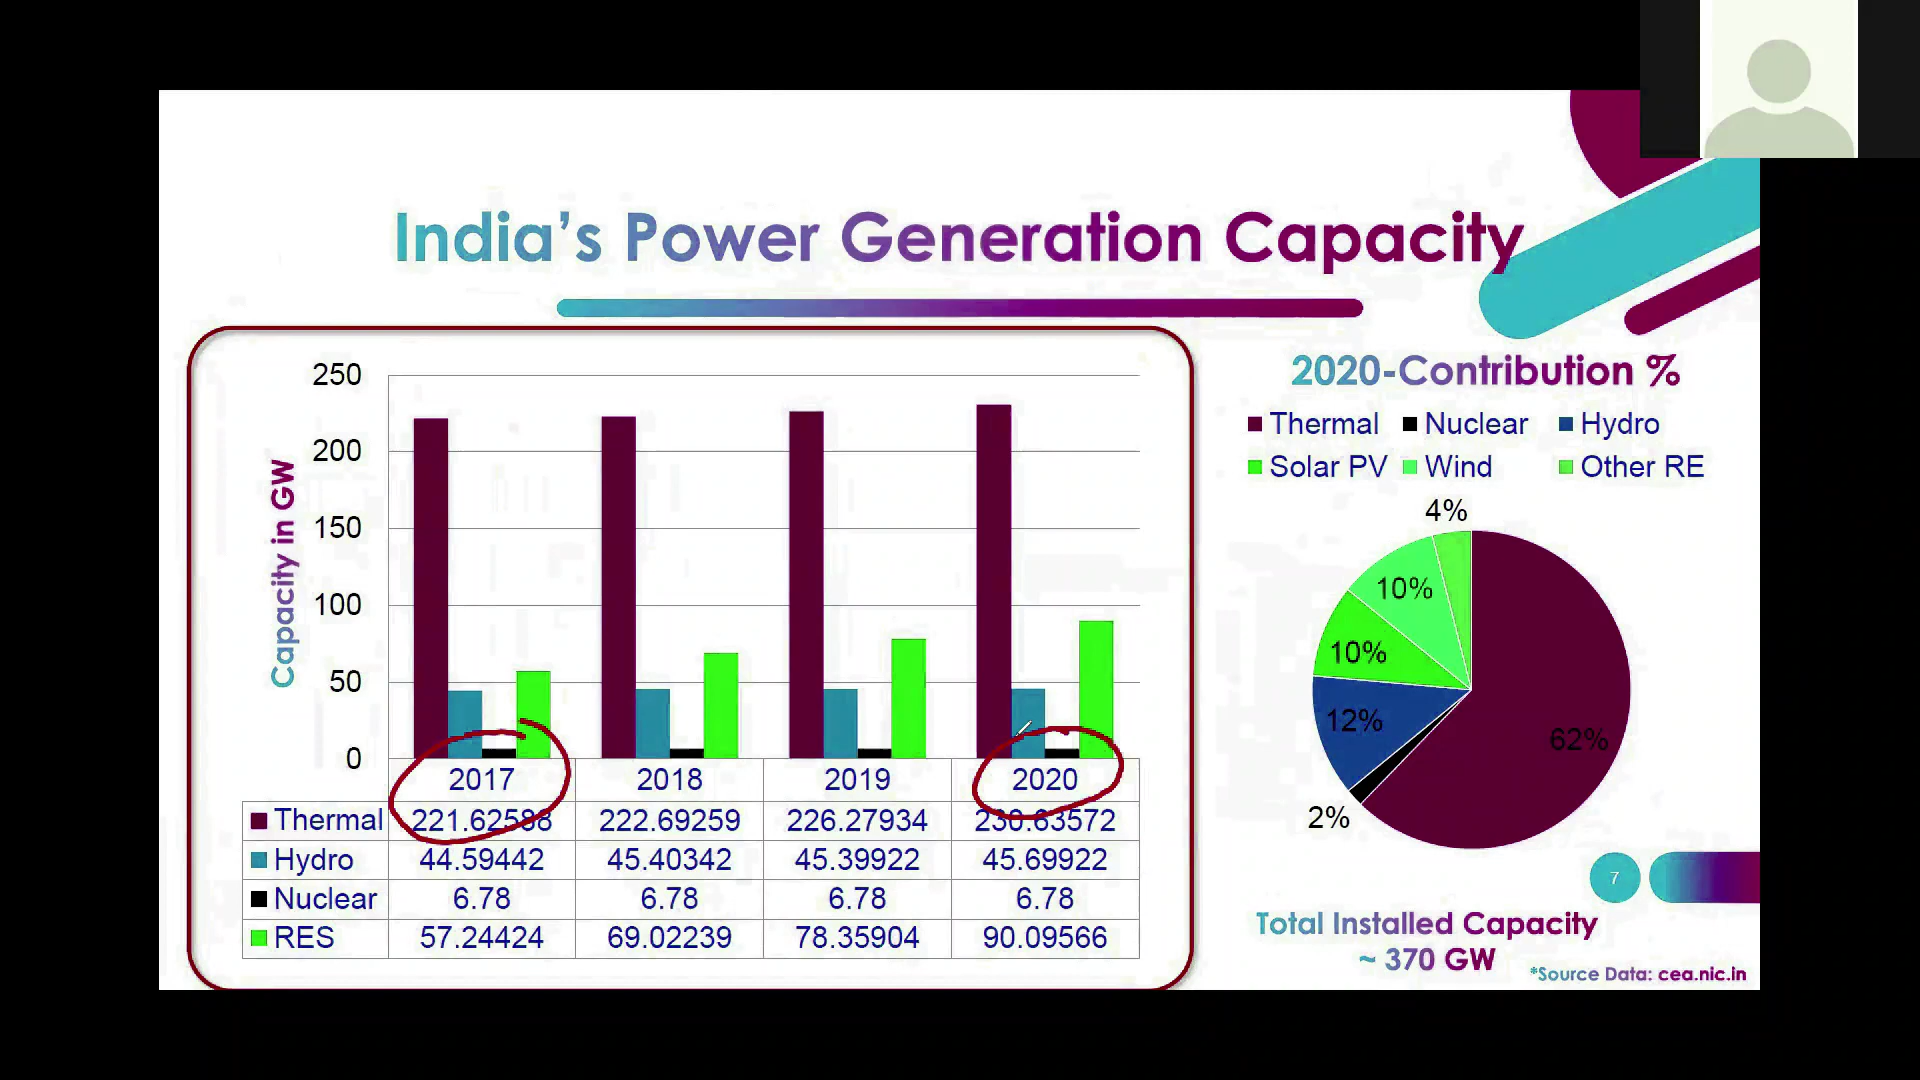 India's Power Generation Capacity
Capacity in GW
250
200
150
100
50
0
2017 2018 2019 2020
Thermal 221.62588 222.69259 226.27934 230.63572
Hydro 44.59442 45.40342 45.39922 45.69922
Nuclear 6.78 6.78 6.78 6.78
RES 57.24424 69.02239 78.35904 90.09566
2020-Contribution %
Thermal Nuclear Hydro
Solar PV Wind Other RE
4%
10%
10%
12%
62%
2%
7
Total Installed Capacity
~ 370 GW
*Source Data: cea.nic.in